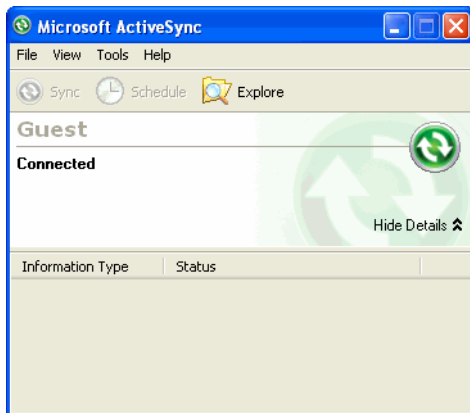 Microsoft ActiveSync
File View Tools Help
Sync Schedule Explore
Guest
Connected
Hide Details
Information Type Status